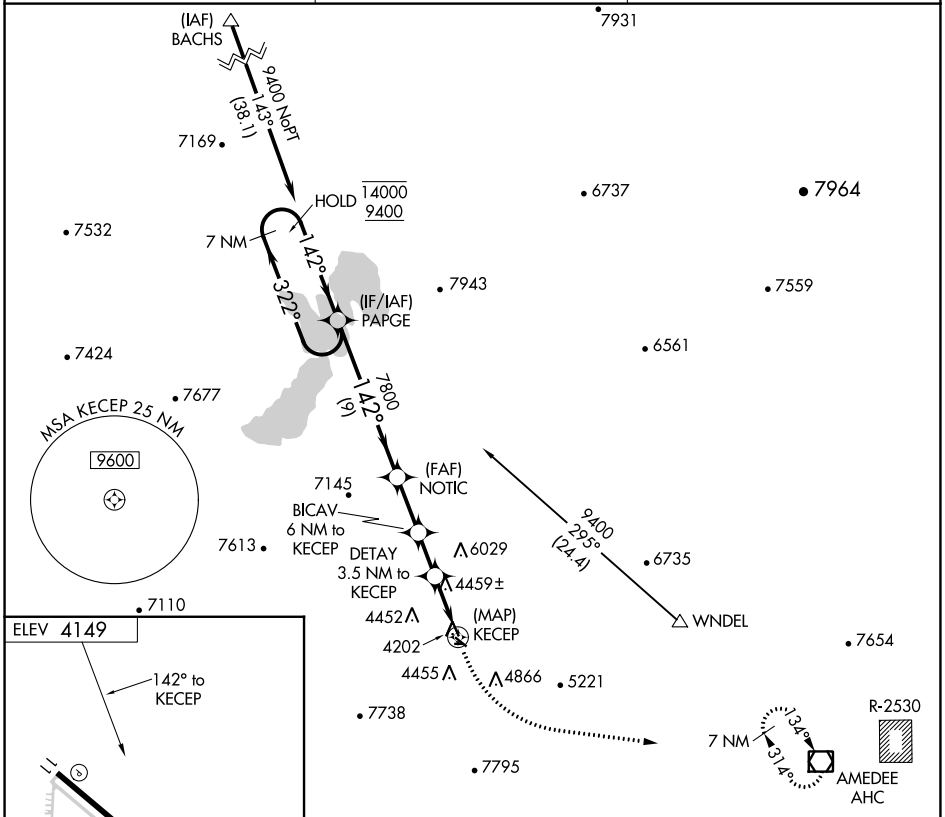 (IAF)
BACHS
7931
9400 NoPT
143°
(38.1)
7169
HOLD 14000
9400
6737
7964
7532
7 NM
142°
322°
7943
7559
(IF/IAF)
PAPGE
7424
6561
7677
7800
142°
(9)
MSA KECEP 25 NM
9600
(FAF)
NOTIC
7145
BICAV
6 NM to
KECEP
9400
295°
(24.4)
7613
6029
6735
DETAY
3.5 NM to
KECEP
4459±
7110
4452
(MAP)
KECEP
WNDEL
4202
7654
ELEV 4149
142° to
KECEP
4455
4866
5221
R-2530
7738
7 NM
134°
314°
7795
AMEDEE
AHC
P